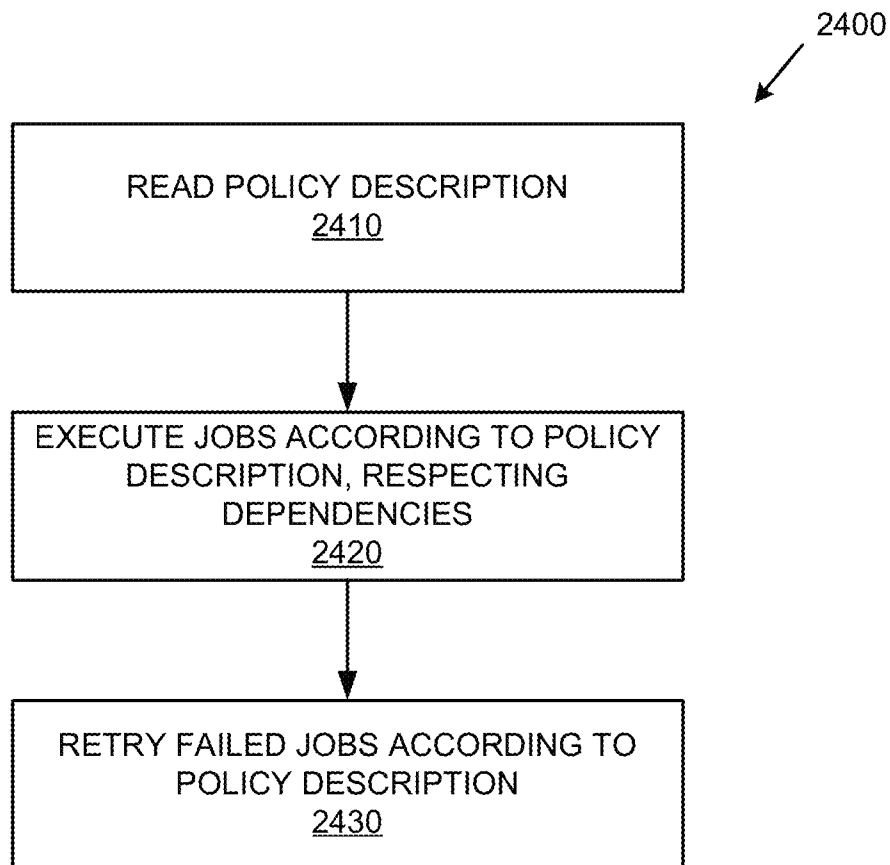 2400
READ POLICY DESCRIPTION
2410
EXECUTE JOBS ACCORDING TO POLICY
DESCRIPTION, RESPECTING
DEPENDENCIES
2420
RETRY FAILED JOBS ACCORDING TO
POLICY DESCRIPTION
2430